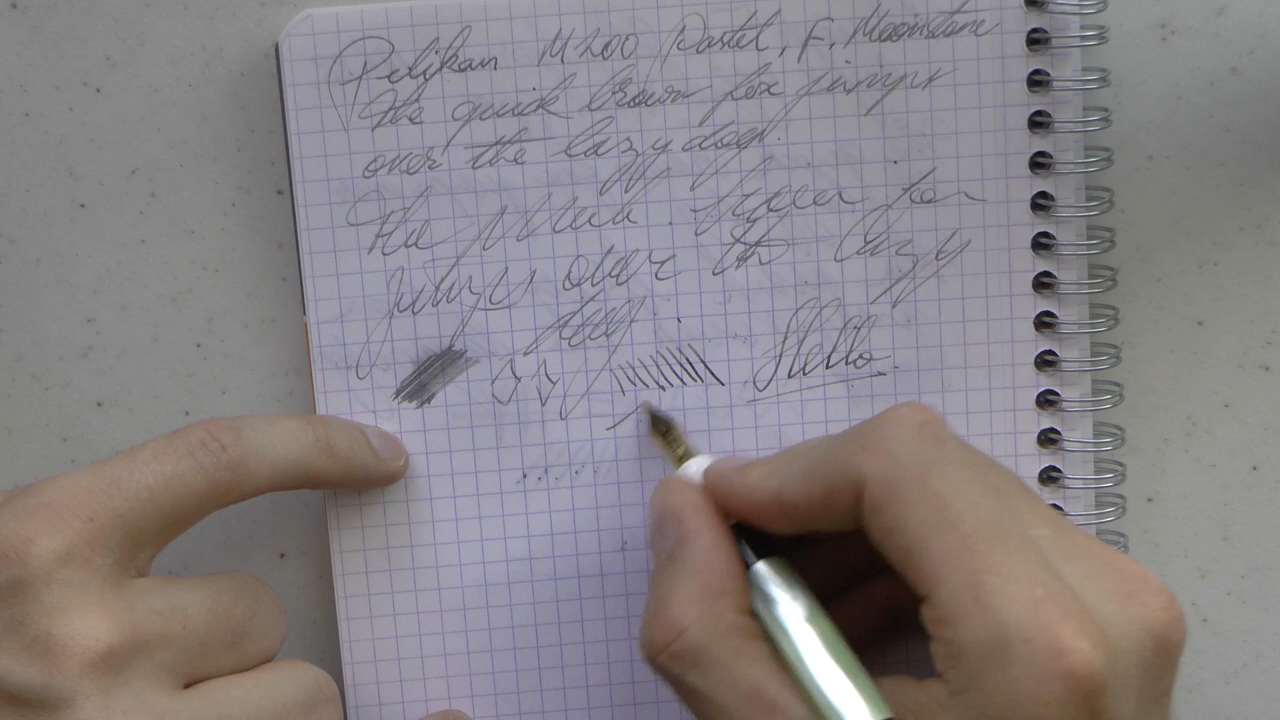 Pelikan M200 Pastel, F, Moonstone
The quick brown fox jumps
over the lazy dog.
The quick brown fox
jumps over the lazy
dog
Hello